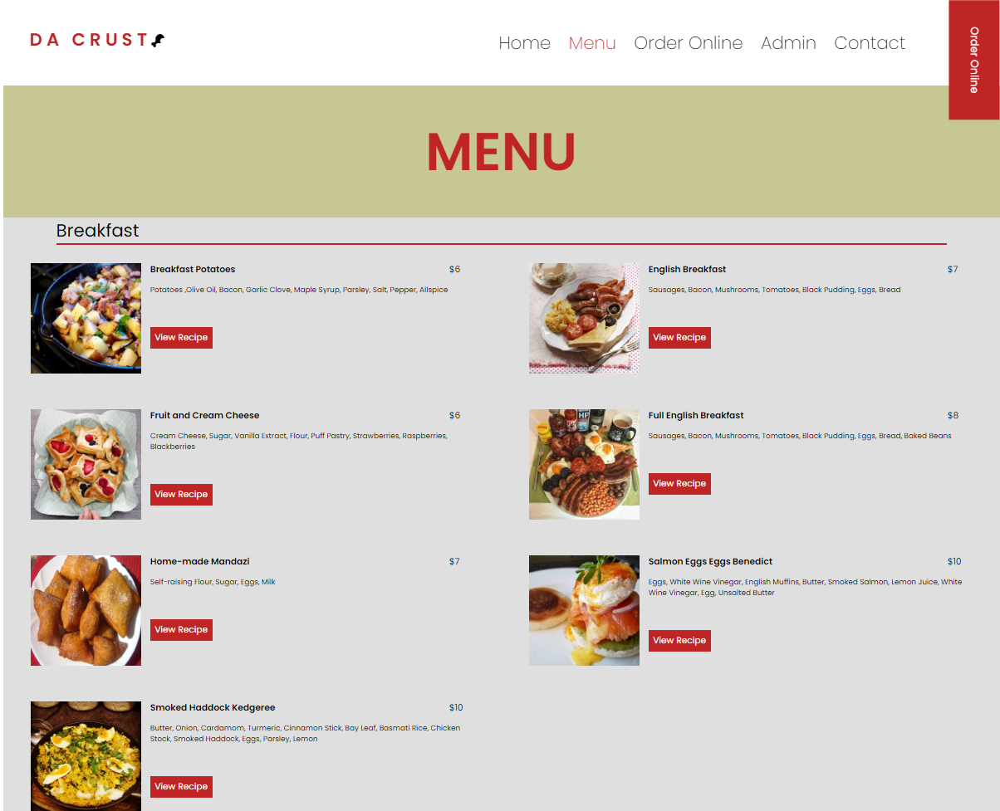 DA CRUST
Home Menu Order Online Admin Contact
Order Online
MENU
Breakfast
Breakfast Potatoes $6
Potatoes ,Olive Oil, Bacon, Garlic Clove, Maple Syrup, Parsley, Salt, Pepper, Allspice
View Recipe
English Breakfast $7
Sausages, Bacon, Mushrooms, Tomatoes, Black Pudding, Eggs, Bread
View Recipe
Fruit and Cream Cheese $6
Cream Cheese, Sugar, Vanilla Extract, Flour, Puff Pastry, Strawberries, Raspberries,
Blackberries
View Recipe
HP
Full English Breakfast $8
Sausages, Bacon, Mushrooms, Tomatoes, Black Pudding, Eggs, Bread, Baked Beans
View Recipe
Home-made Mandazi $7
Self-raising Flour, Sugar, Eggs, Milk
View Recipe
Salmon Eggs Eggs Benedict $10
Eggs, White Wine Vinegar, English Muffins, Butter, Smoked Salmon, Lemon Juice, White
Wine Vinegar, Egg, Unsalted Butter
View Recipe
Smoked Haddock Kedgeree $10
Butter, Onion, Cardamom, Turmeric, Cinnamon Stick, Bay Leaf, Basmati Rice, Chicken
Stock, Smoked Haddock, Eggs, Parsley, Lemon
View Recipe